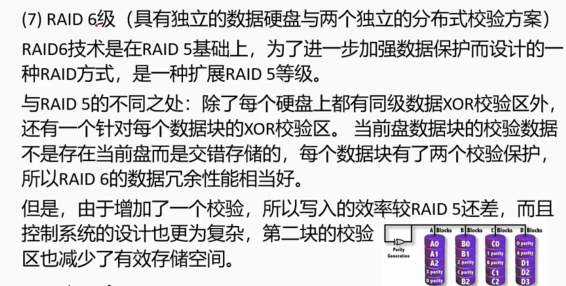 (7) RAID 6级（具有独立的数据硬盘与两个独立的分布式校验方案）
RAID6技术是在RAID 5基础上，为了进一步加强数据保护而设计的一
种RAID方式，是一种扩展RAID 5等级。
与RAID 5的不同之处：除了每个硬盘上都有同级数据XOR校验区外，
还有一个针对每个数据块的XOR校验区。 当前盘数据块的校验数据
不是存在当前盘而是交错存储的，每个数据块有了两个校验保护，
所以RAID 6的数据冗余性能相当好。
但是，由于增加了一个校验，所以写入的效率较RAID 5还差，而且
控制系统的设计也更为复杂，第二块的校验
区也减少了有效存储空间。
A Blocks B Blocks C Blocks D Blocks
Parity
Generation
A0 B0 C0 D parity
A1 B1
A2 D1
C1 D2
B2 C2 D3